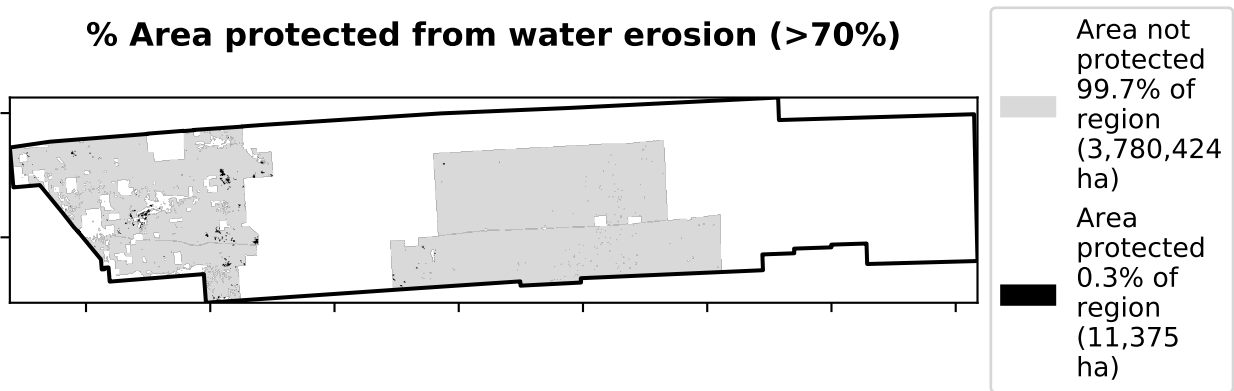 % Area protected from water erosion (>70%)
Area not
protected
99.7% of
region
(3,780,424
ha)
Area
protected
0.3% of
region
(11,375
ha)